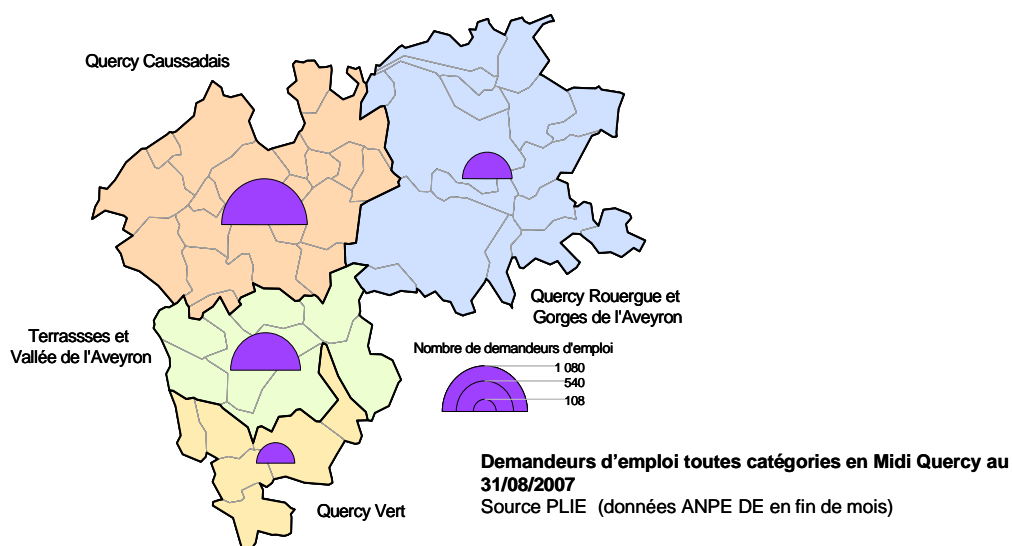 Quercy Caussadais
Quercy Rouergue et
Gorges de l'Aveyron
Terrassses et
Vallée de l'Aveyron
Nombre de demandeurs d'emploi
1 080
540
108
Quercy Vert
Demandeurs d'emploi toutes catégories en Midi Quercy au
31/08/2007
Source PLIE (données ANPE DE en fin de mois)